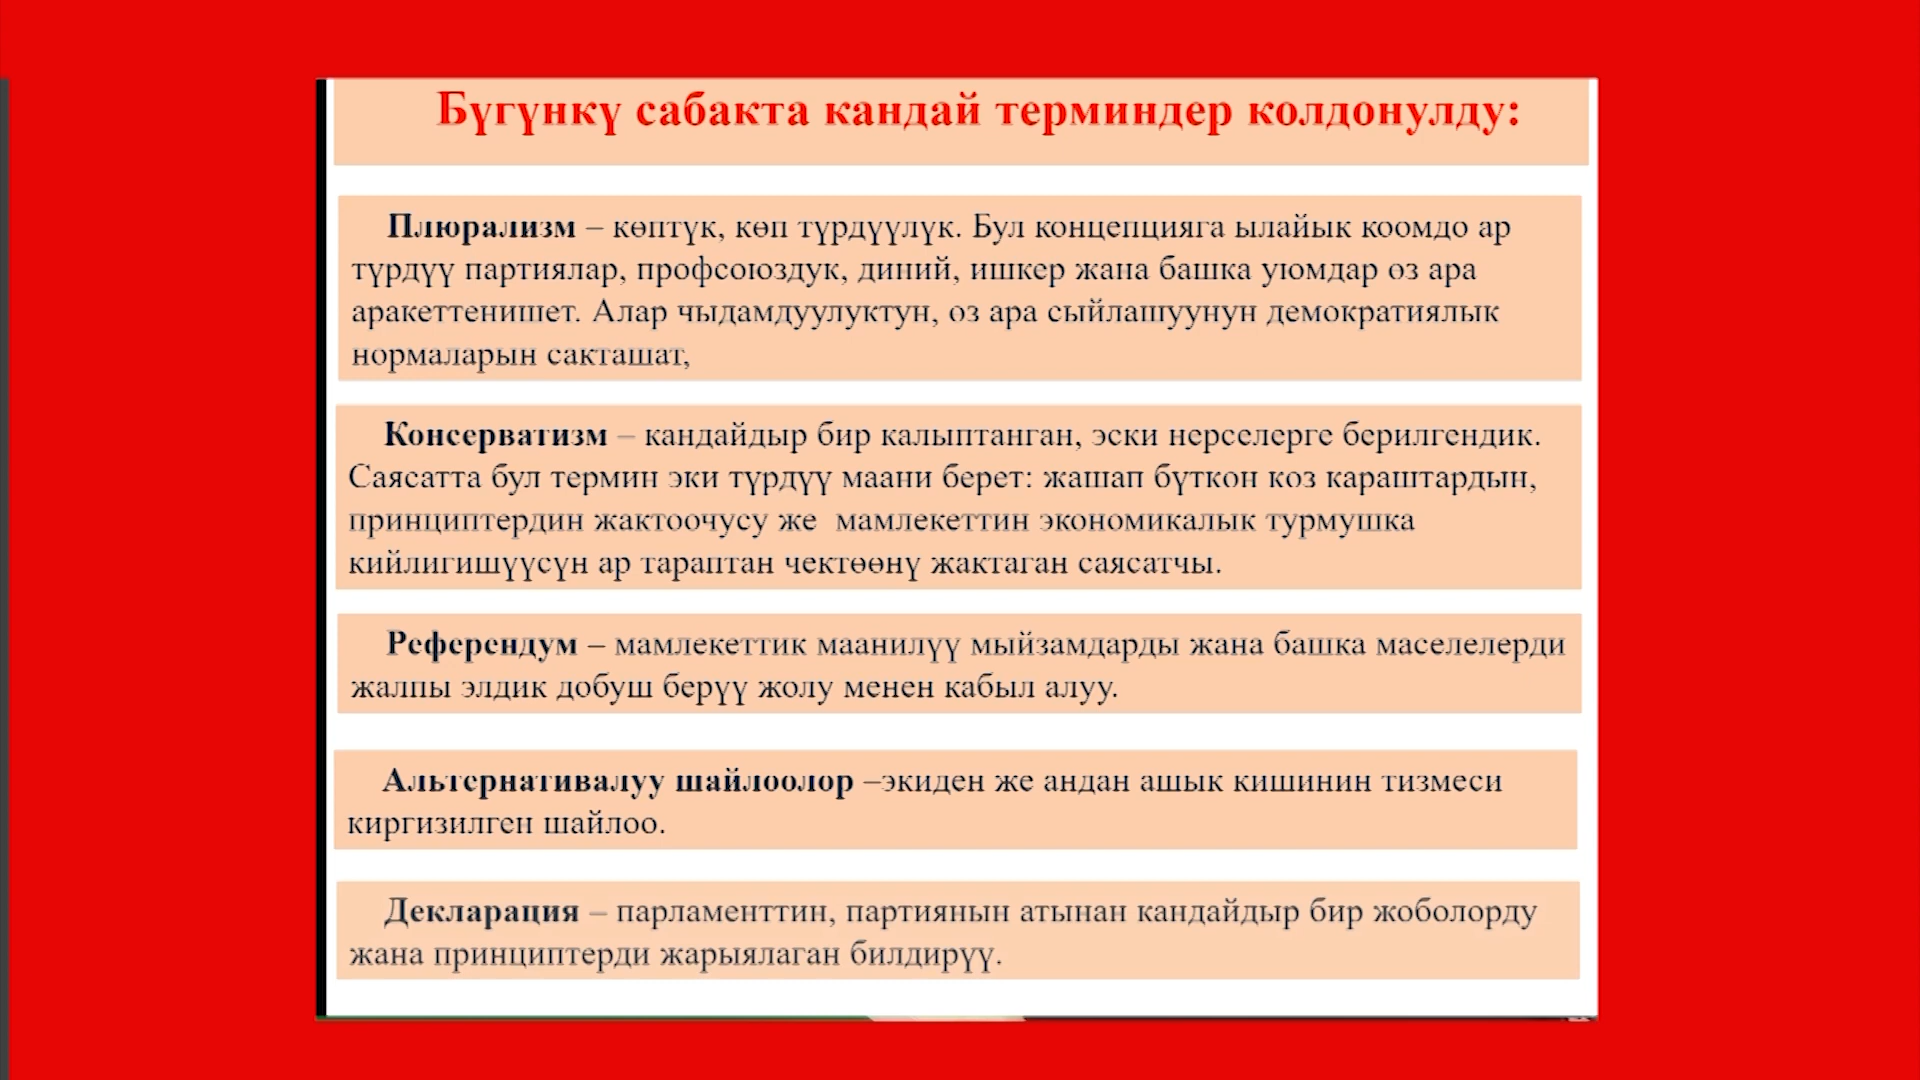 Бүгүнкү сабакта кандай терминдер колдонулду:
Плюрализм – көптүк, көп түрдүүлүк. Бул концепцияга ылайык коомдо ар
түрдүү партиялар, профсоюздук, диний, ишкер жана башка уюмдар өз ара
аракеттенишет. Алар чыдамдуулуктун, өз ара сыйлашуунун демократиялык
нормаларын сакташат,
Консерватизм – кандайдыр бир калыптанган, эски нерселерге берилгендик.
Саясатта бул термин эки түрдүү маани берет: жашап бүткон коз караштардын,
принциптердин жактоочусу же мамлекеттин экономикалык турмушка
кийлигишүүсүн ар тараптан чектөөнү жактаган саясатчы.
Референдум – мамлекеттик маанилүү мыйзамдарды жана башка маселелерди
жалпы элдик добуш берүү жолу менен кабыл алуу.
Альтернативалуу шайлоолор –экиден же андан ашык кишинин тизмеси
киргизилген шайлоо.
Декларация – парламенттин, партиянын атынан кандайдыр бир жоболорду
жана принциптерди жарыялаган билдирүү.